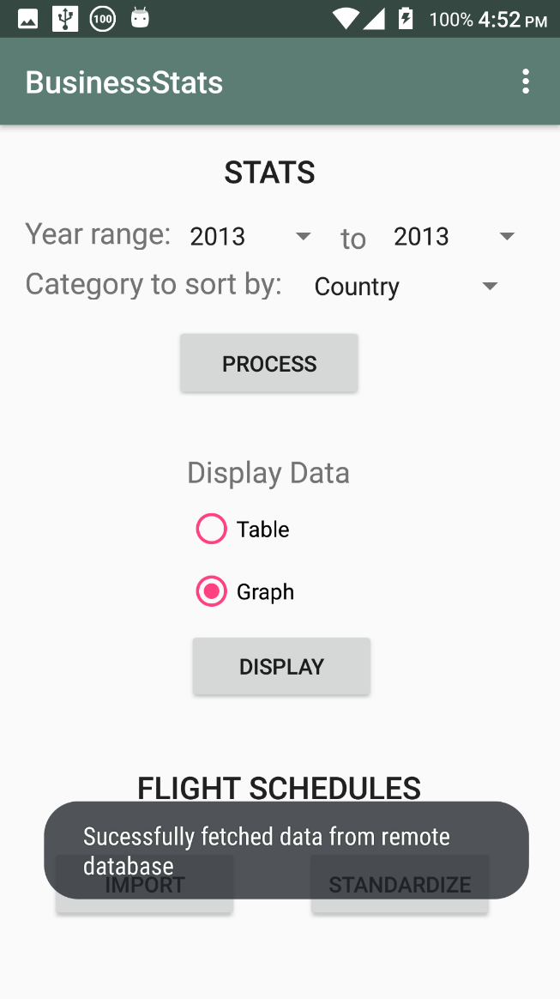 100 100% 4:52 PM
BusinessStats
STATS
Year range: 2013 to 2013
Category to sort by: Country
PROCESS
Display Data
Table
Graph
DISPLAY
FLIGHT SCHEDULES
Sucessfully fetched data from remote
database
IMPORT STANDARDIZE